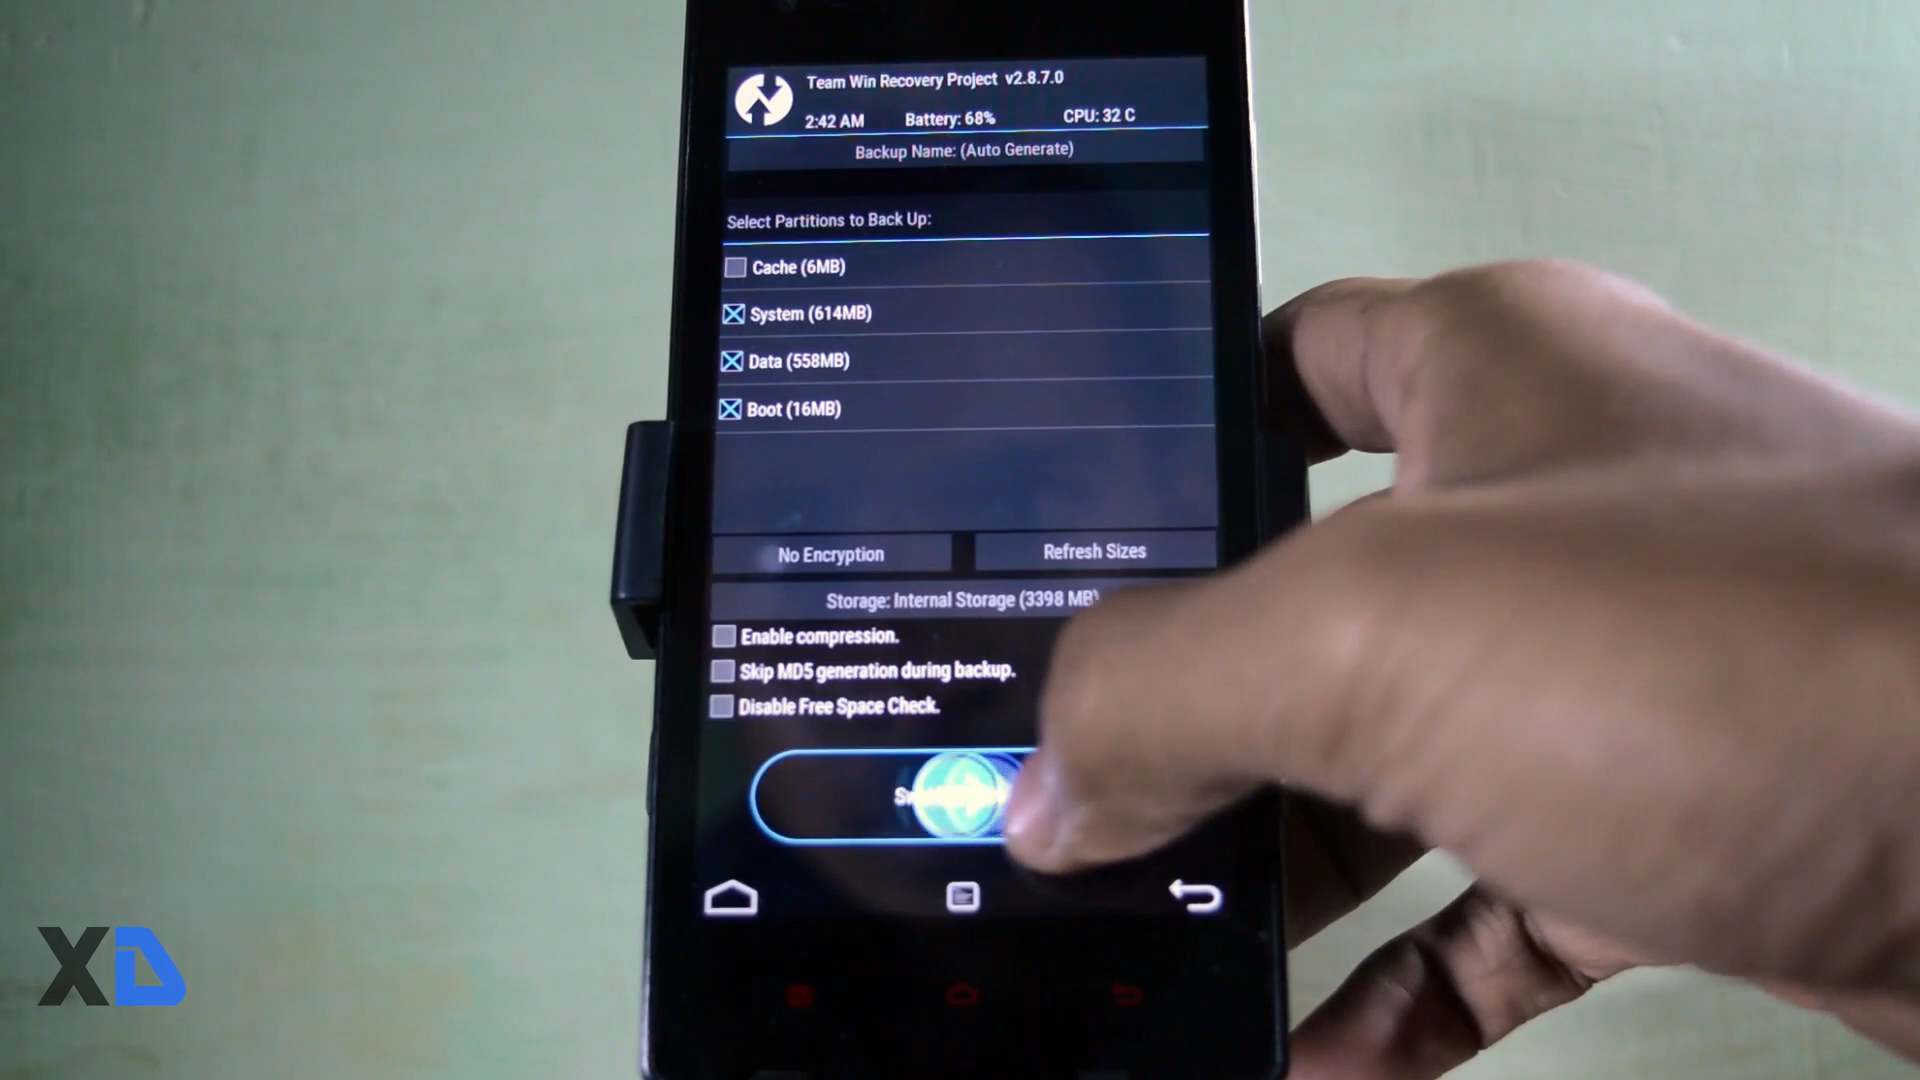 Team Win Recovery Project v2.8.7.0
2:42 AM Battery: 68% CPU: 32 C
Backup Name: (Auto Generate)
Select Partitions to Back Up:
Cache (6MB)
System (614MB)
Data (558MB)
Boot (16MB)
No Encryption Refresh Sizes
Storage: Internal Storage (3398 MB)
Enable compression.
Skip MD5 generation during backup.
Disable Free Space Check.
XD